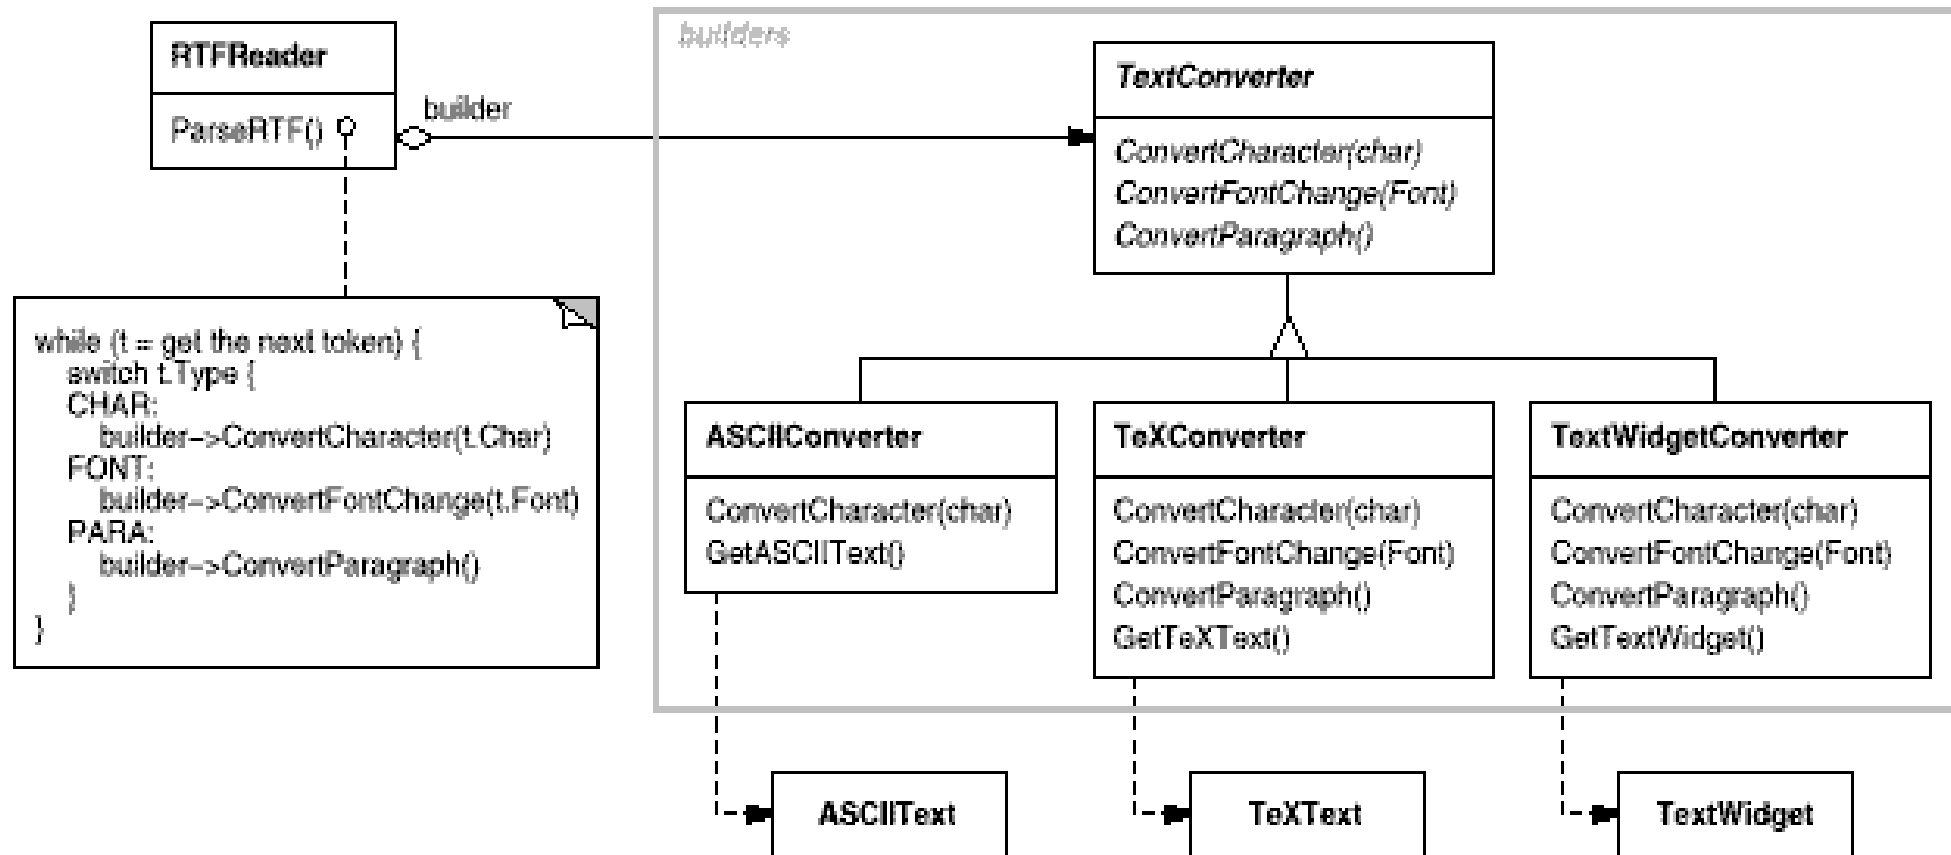 RTFReader
ParseRTF()
builder
builders
TextConverter
ConvertCharacter(char)
ConvertFontChange(Font)
ConvertParagraph()
while (t = get the next token) {
switch t.Type {
CHAR:
builder->ConvertCharacter(t.Char)
FONT:
builder->ConvertFontChange(t.Font)
PARA:
builder->ConvertParagraph()
}
}
ASCIIConverter
ConvertCharacter(char)
GetASCIIText()
TeXConverter
ConvertCharacter(char)
ConvertFontChange(Font)
ConvertParagraph()
GetTeXText()
TextWidgetConverter
ConvertCharacter(char)
ConvertFontChange(Font)
ConvertParagraph()
GetTextWidget()
ASCIIText
TeXText
TextWidget